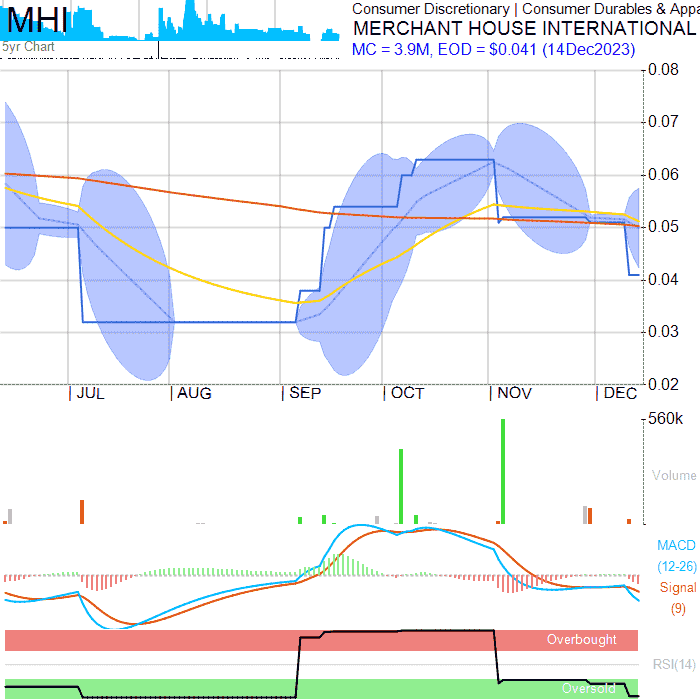 MHI
5yr Chart
Consumer Discretionary | Consumer Durables & Appa
MERCHANT HOUSE INTERNATIONAL
MC = 3.9M, EOD = $0.041 (14Dec2023)
0.08
0.07
0.06
0.05
0.04
0.03
0.02
JUL AUG SEP OCT NOV DEC
560k
Volume
MACD
(12-26)
Signal
(9)
Overbought
RSI(14)
Oversold